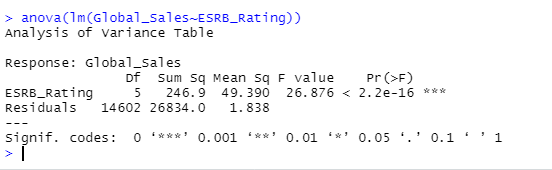 > anova(lm(Global_Sales~ESRB_Rating))
Analysis of Variance Table

Response: Global_Sales
               Df  Sum Sq Mean Sq F value    Pr(>F)
ESRB_Rating     5   246.9  49.390  26.876 < 2.2e-16 ***
Residuals   14602 26834.0   1.838
---
Signif. codes:  0 ‘***’ 0.001 ‘**’ 0.01 ‘*’ 0.05 ‘.’ 0.1 ‘ ’ 1
>